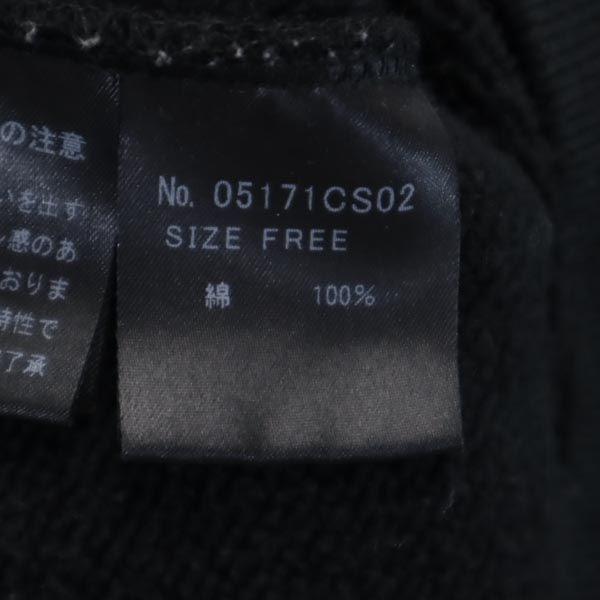 の注意
いを出す
感のあ
おりま
特性で
了承
No. 05171CS02
SIZE FREE
綿 100%